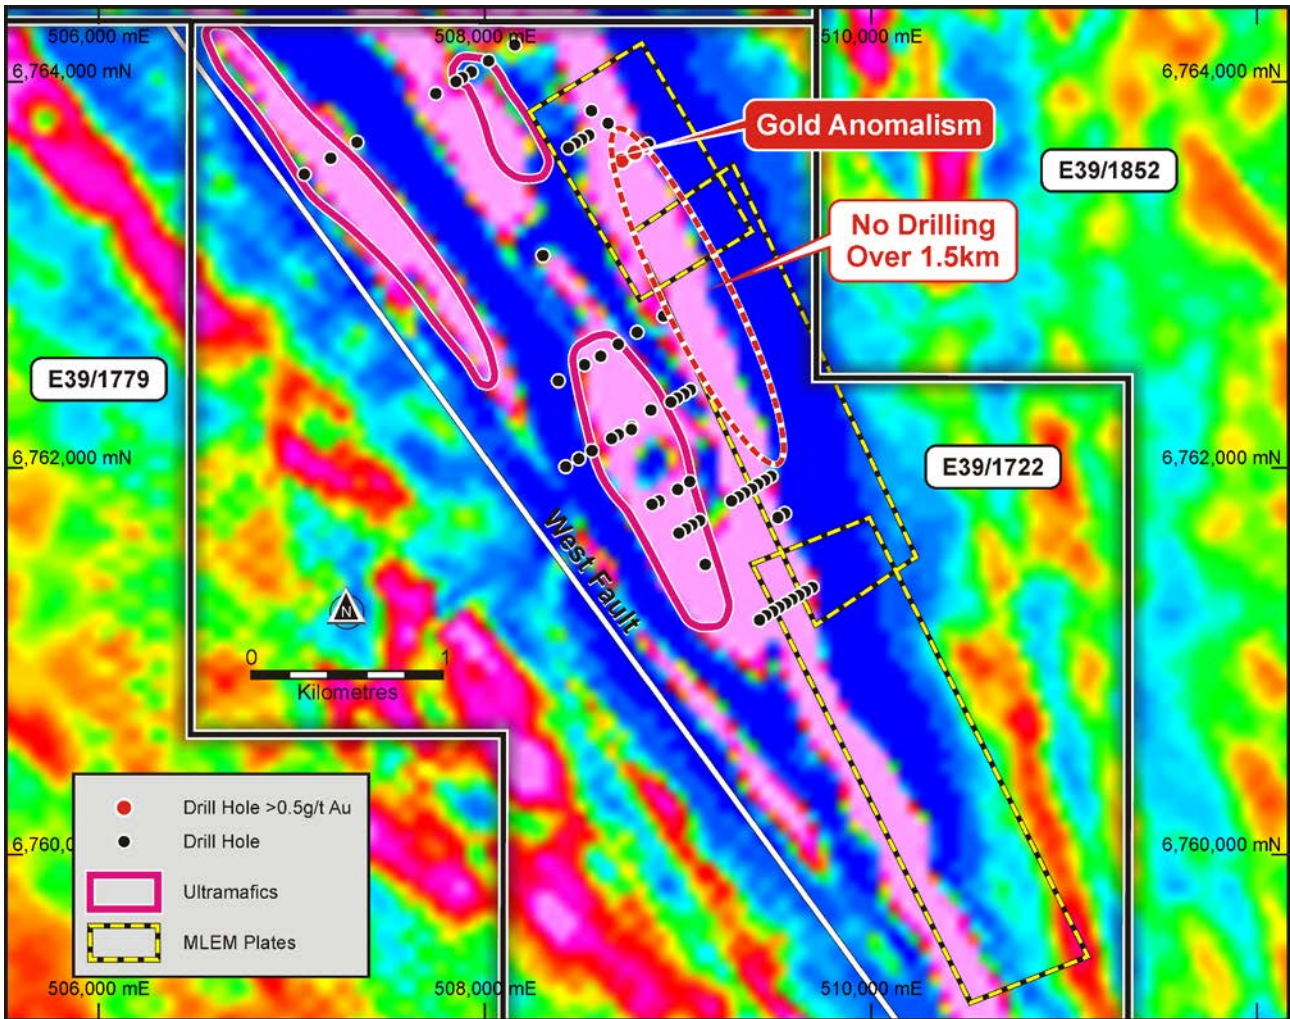 506,000 mE
508,000 mE
510,000 mE
6,764,000 mN
6,764,000 mN
Gold Anomalism
E39/1852
No Drilling
Over 1.5km
E39/1779
6,762,000 mN
6,762,000 mN
E39/1722
West Fault
N
0 1
Kilometres
Drill Hole >0.5g/t Au
Drill Hole
Ultramafics
MLEM Plates
6,760,0
6,760,000 mN
506,000 mE
508,000 mE
510,000 mE